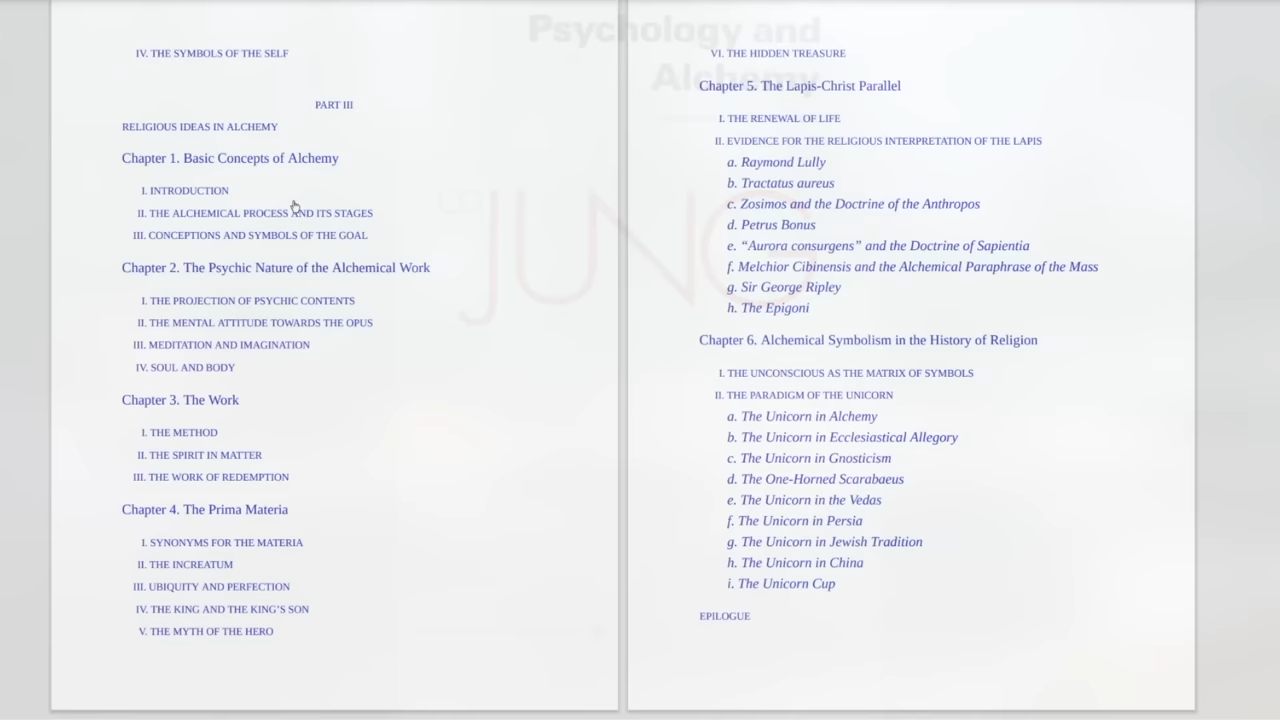 IV. THE SYMBOLS OF THE SELF
PART III
RELIGIOUS IDEAS IN ALCHEMY
Chapter 1. Basic Concepts of Alchemy
I. INTRODUCTION
II. THE ALCHEMICAL PROCESS AND ITS STAGES
III. CONCEPTIONS AND SYMBOLS OF THE GOAL
Chapter 2. The Psychic Nature of the Alchemical Work
I. THE PROJECTION OF PSYCHIC CONTENTS
II. THE MENTAL ATTITUDE TOWARDS THE OPUS
III. MEDITATION AND IMAGINATION
IV. SOUL AND BODY
Chapter 3. The Work
I. THE METHOD
II. THE SPIRIT IN MATTER
III. THE WORK OF REDEMPTION
Chapter 4. The Prima Materia
I. SYNONYMS FOR THE MATERIA
II. THE INCREATUM
III. UBIQUITY AND PERFECTION
IV. THE KING AND THE KING'S SON
V. THE MYTH OF THE HERO
Psychology and
Alchemy
JUNG
VI. THE HIDDEN TREASURE
Chapter 5. The Lapis-Christ Parallel
I. THE RENEWAL OF LIFE
II. EVIDENCE FOR THE RELIGIOUS INTERPRETATION OF THE LAPIS
a. Raymond Lully
b. Tractatus aureus
c. Zosimos and the Doctrine of the Anthropos
d. Petrus Bonus
e. “Aurora consurgens” and the Doctrine of Sapientia
f. Melchior Cibinensis and the Alchemical Paraphrase of the Mass
g. Sir George Ripley
h. The Epigoni
Chapter 6. Alchemical Symbolism in the History of Religion
I. THE UNCONSCIOUS AS THE MATRIX OF SYMBOLS
II. THE PARADIGM OF THE UNICORN
a. The Unicorn in Alchemy
b. The Unicorn in Ecclesiastical Allegory
c. The Unicorn in Gnosticism
d. The One-Horned Scarabaeus
e. The Unicorn in the Vedas
f. The Unicorn in Persia
g. The Unicorn in Jewish Tradition
h. The Unicorn in China
i. The Unicorn Cup
EPILOGUE